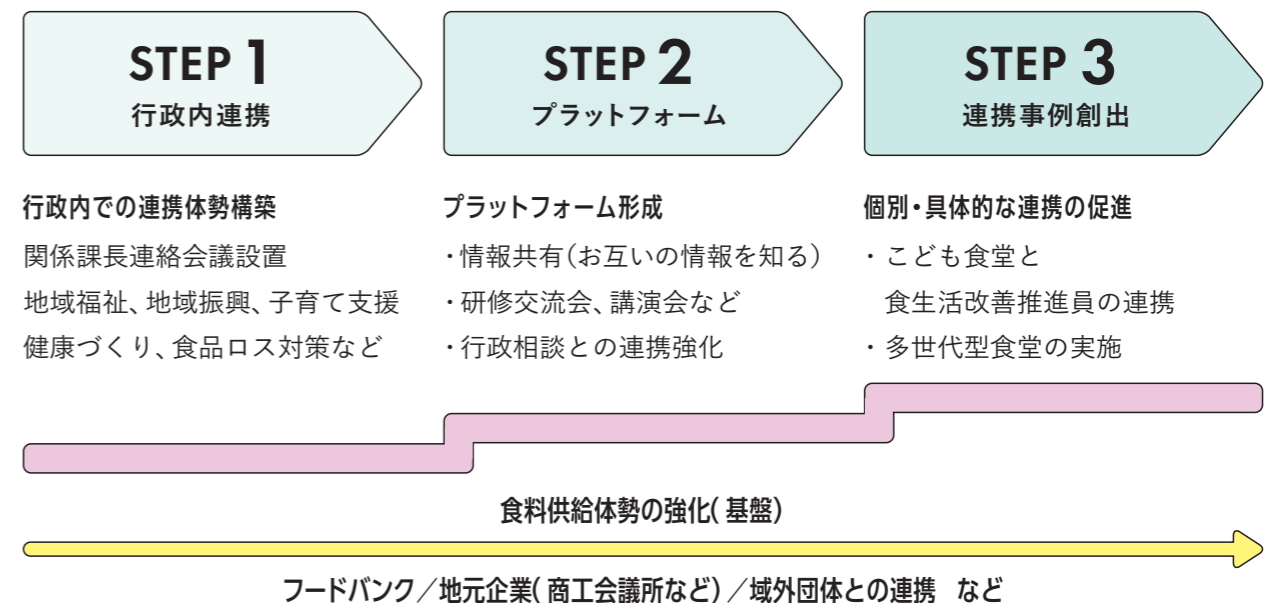 STEP 1
行政内連携
STEP 2
プラットフォーム
STEP 3
連携事例創出
行政内での連携体勢構築
関係課長連絡会議設置
地域福祉、地域振興、子育て支援
健康づくり、食品ロス対策など
プラットフォーム形成
・情報共有(お互いの情報を知る)
・研修交流会、講演会など
・行政相談との連携強化
個別・具体的な連携の促進
・こども食堂と
食生活改善推進員の連携
・多世代型食堂の実施
食料供給体勢の強化(基盤)
フードバンク／地元企業(商工会議所など)／域外団体との連携 など